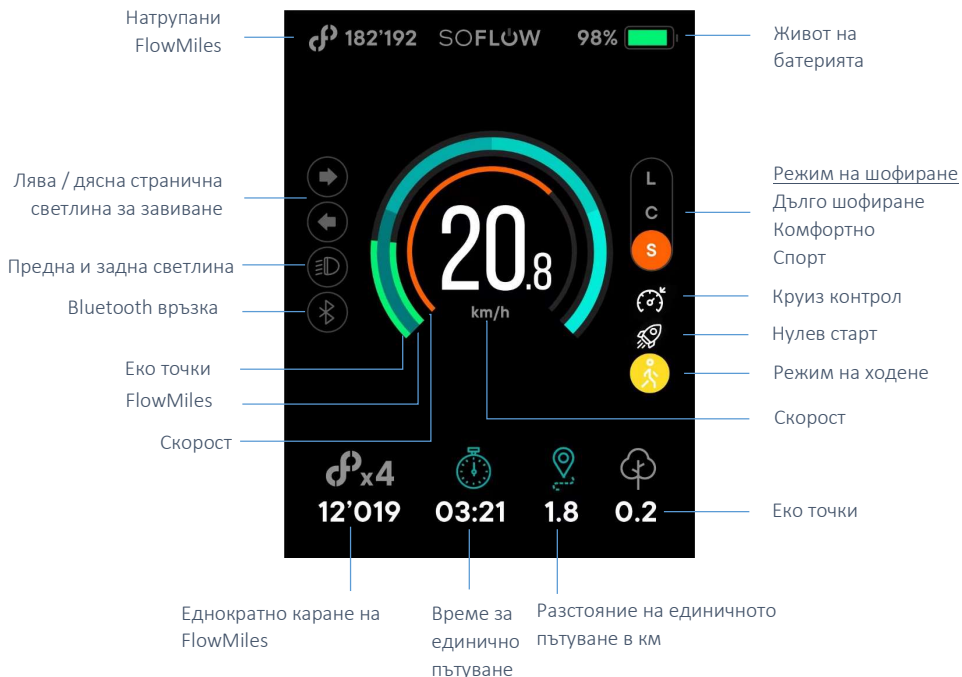 Натрупани
FlowMiles
182’192 SOFLOW 98%
Живот на
батерията
Лява / дясна странична
светлина за завиване
Предна и задна светлина
Bluetooth връзка
Еко точки
FlowMiles
Скорост
20.8
km/h
L
C
S
Режим на шофиране
Дълго шофиране
Комфортно
Спорт
Круиз контрол
Нулев старт
Режим на ходене
Скорост
x4
12’019 03:21 1.8 0.2
Еко точки
Еднократно каране на
FlowMiles
Време за
единично
пътуване
Разстояние на единичното
пътуване в км